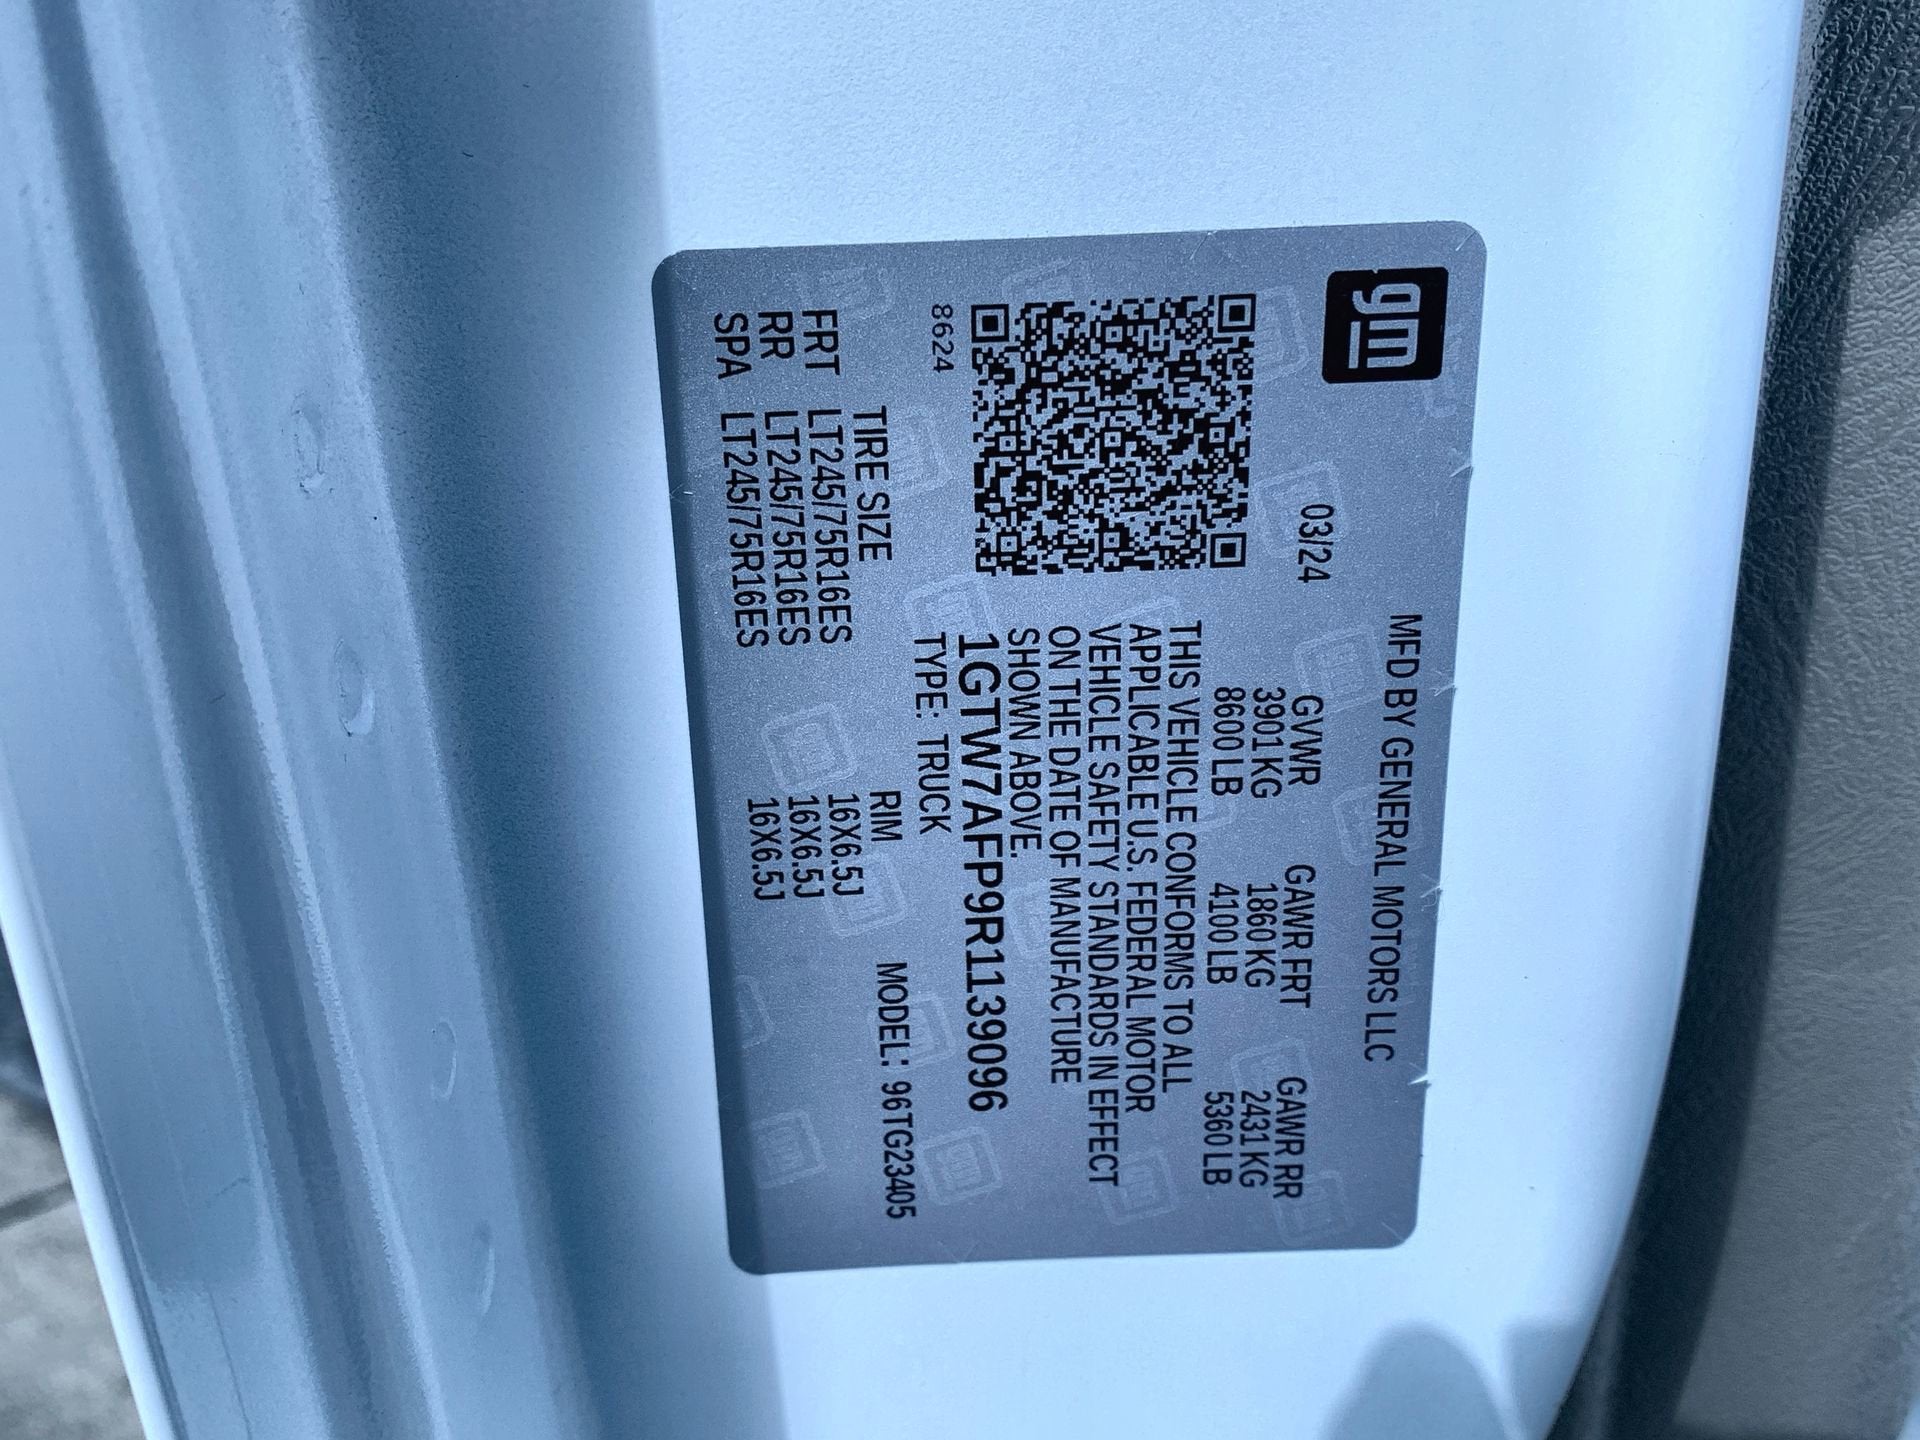 gm
MFD BY GENERAL MOTORS LLC
03/24
GVWR GAWR FRT GAWR RR
3901 KG 1860 KG 2431 KG
8600 LB 4100 LB 5360 LB
THIS VEHICLE CONFORMS TO ALL
APPLICABLE U.S. FEDERAL MOTOR
VEHICLE SAFETY STANDARDS IN EFFECT
ON THE DATE OF MANUFACTURE
SHOWN ABOVE.
1GTW7AFP9R1139096
8624
TYPE: TRUCK
MODEL: 96TG23405
TIRE SIZE RIM
FRT LT245/75R16ES 16X6.5J
RR LT245/75R16ES 16X6.5J
SPA LT245/75R16ES 16X6.5J